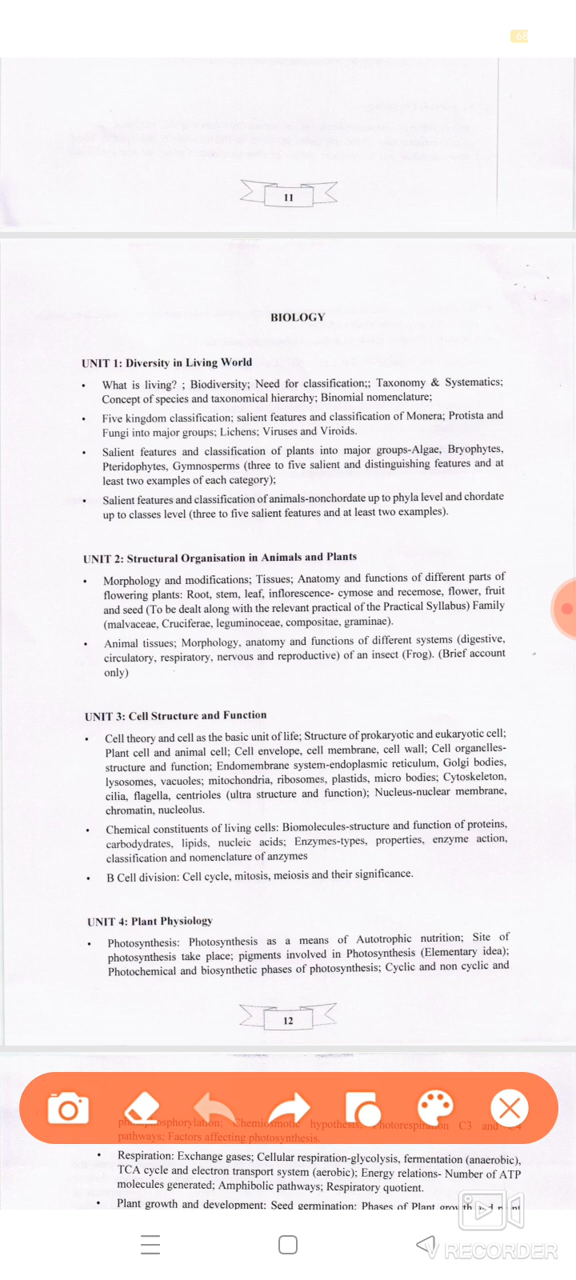 68
11
BIOLOGY
UNIT 1: Diversity in Living World
• What is living? ; Biodiversity; Need for classification;; Taxonomy & Systematics;
Concept of species and taxonomical hierarchy; Binomial nomenclature;
• Five kingdom classification; salient features and classification of Monera; Protista and
Fungi into major groups; Lichens; Viruses and Viroids.
• Salient features and classification of plants into major groups-Algae, Bryophytes,
Pteridophytes, Gymnosperms (three to five salient and distinguishing features and at
least two examples of each category);
• Salient features and classification of animals-nonchordate up to phyla level and chordate
up to classes level (three to five salient features and at least two examples).
UNIT 2: Structural Organisation in Animals and Plants
• Morphology and modifications; Tissues; Anatomy and functions of different parts of
flowering plants: Root, stem, leaf, inflorescence- cymose and recemose, flower, fruit
and seed (To be dealt along with the relevant practical of the Practical Syllabus) Family
(malvaceae, Cruciferae, leguminoceae, compositae, graminae).
• Animal tissues; Morphology, anatomy and functions of different systems (digestive,
circulatory, respiratory, nervous and reproductive) of an insect (Frog). (Brief account
only)
UNIT 3: Cell Structure and Function
• Cell theory and cell as the basic unit of life; Structure of prokaryotic and eukaryotic cell;
Plant cell and animal cell; Cell envelope, cell membrane, cell wall; Cell organelles-
structure and function; Endomembrane system-endoplasmic reticulum, Golgi bodies,
lysosomes, vacuoles; mitochondria, ribosomes, plastids, micro bodies; Cytoskeleton,
cilia, flagella, centrioles (ultra structure and function); Nucleus-nuclear membrane,
chromatin, nucleolus.
• Chemical constituents of living cells: Biomolecules-structure and function of proteins,
carbodydrates, lipids, nucleic acids; Enzymes-types, properties, enzyme action,
classification and nomenclature of anzymes
• B Cell division: Cell cycle, mitosis, meiosis and their significance.
UNIT 4: Plant Physiology
• Photosynthesis: Photosynthesis as a means of Autotrophic nutrition; Site of
photosynthesis take place; pigments involved in Photosynthesis (Elementary idea);
Photochemical and biosynthetic phases of photosynthesis; Cyclic and non cyclic and
12
hypothesis; C3 and
pathways; Factors affecting photosynthesis.
• Respiration: Exchange gases; Cellular respiration-glycolysis, fermentation (anaerobic),
TCA cycle and electron transport system (aerobic); Energy relations- Number of ATP
molecules generated; Amphibolic pathways; Respiratory quotient.
• Plant growth and development: Seed germination; Phases of Plant growth
V RECORDER